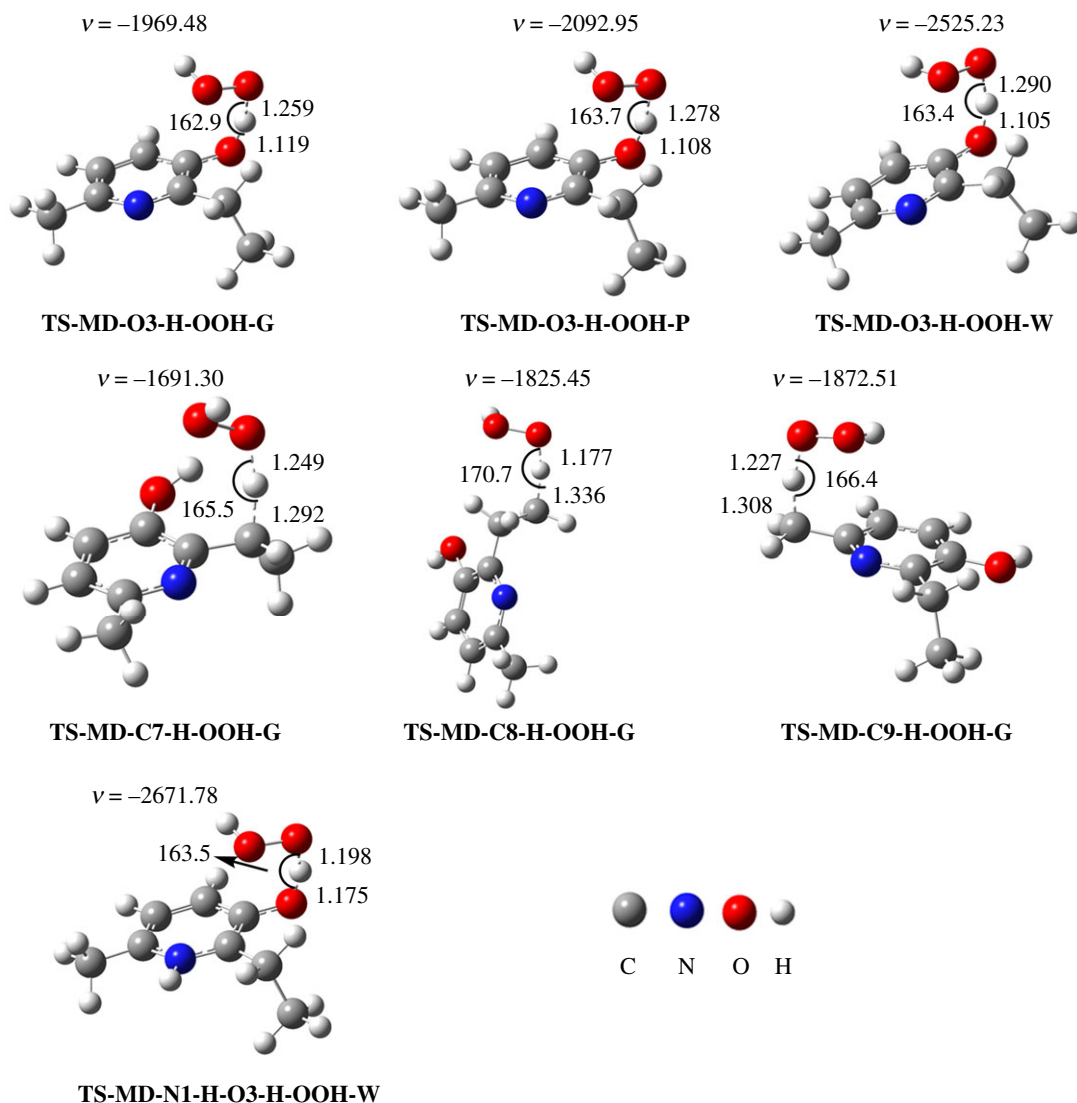 ν = –1969.48
ν = –2092.95
ν = –2525.23
162.9
1.259
1.119
163.7
1.278
1.108
163.4
1.290
1.105
TS-MD-O3-H-OOH-G
TS-MD-O3-H-OOH-P
TS-MD-O3-H-OOH-W
ν = –1691.30
ν = –1825.45
ν = –1872.51
165.5
1.249
1.292
170.7
1.177
1.336
1.227
166.4
1.308
TS-MD-C7-H-OOH-G
TS-MD-C8-H-OOH-G
TS-MD-C9-H-OOH-G
ν = –2671.78
163.5
1.198
1.175
C N O H
TS-MD-N1-H-O3-H-OOH-W